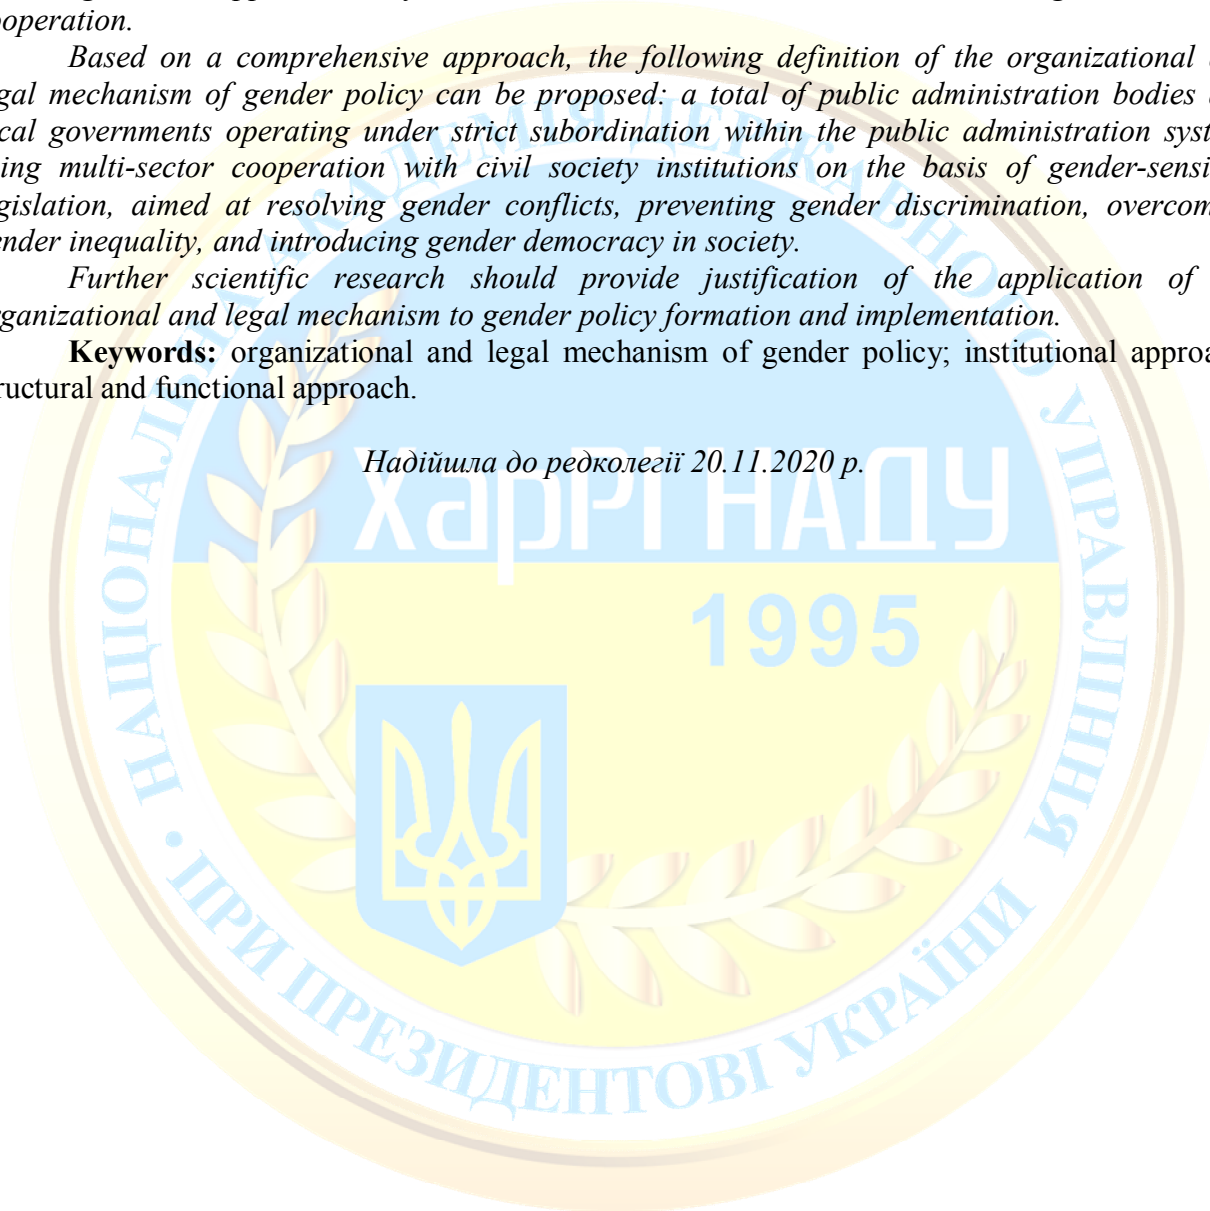 ooperation.
Based on a comprehensive approach, the following definition of the organizational
gal mechanism of gender policy can be proposed: a total of public administration bodies
cal governments operating under strict subordination within the public administration syst
ing multi-sector cooperation with civil society institutions on the basis of gender-sensi
gislation, aimed at resolving gender conflicts, preventing gender discrimination, overcom
ender inequality, and introducing gender democracy in society.
Further scientific research should provide justification of the application of
rganizational and legal mechanism to gender policy formation and implementation.
Keywords: organizational and legal mechanism of gender policy; institutional approa
ructural and functional approach.
Надійшла до редколегії 20.11.2020 р.
НАЦІОНАЛЬНА АКАДЕМІЯ ДЕРЖАВНОГО УПРАВЛІННЯ
• ПРИ ПРЕЗИДЕНТОВІ УКРАЇНИ
ХарРІ НАДУ
1995